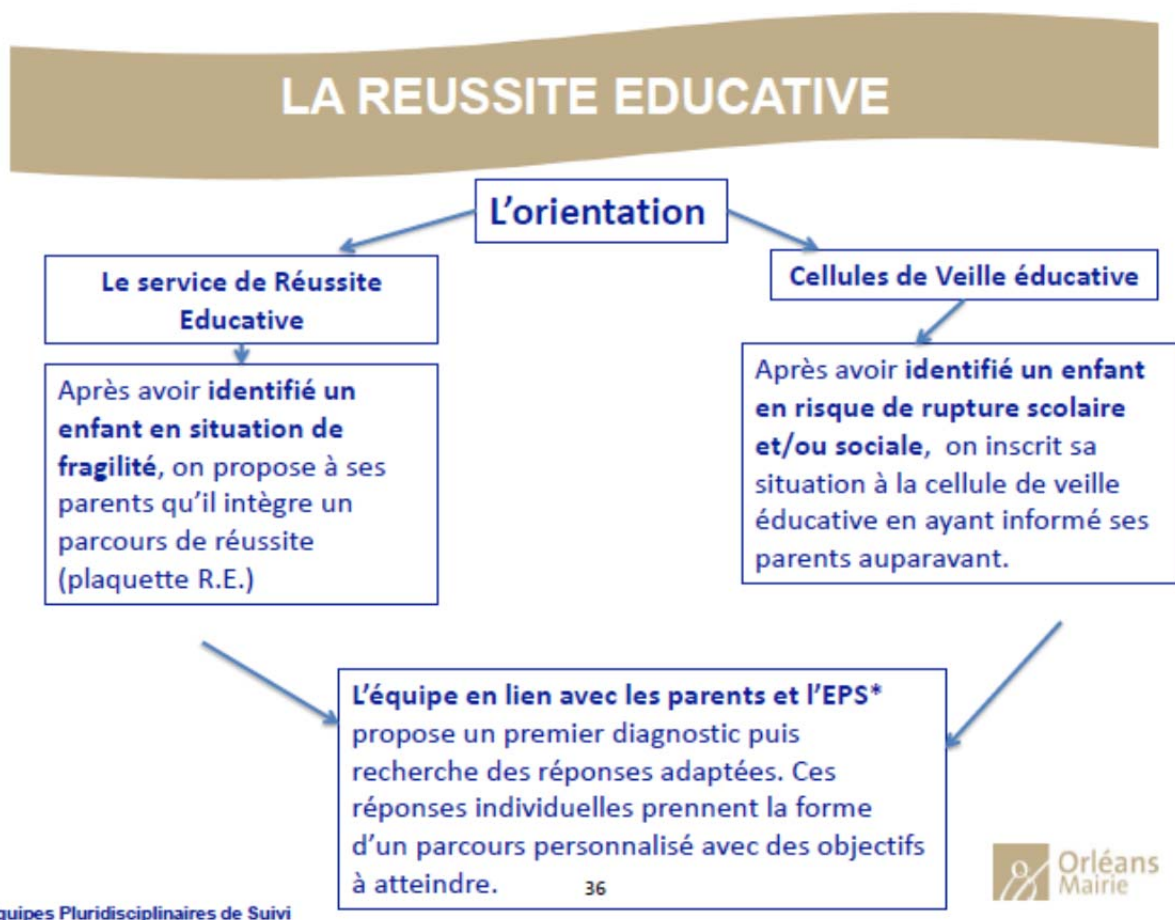 LA REUSSITE EDUCATIVE
L'orientation
Le service de Réussite
Educative
Cellules de Veille éducative
Après avoir identifié un
enfant en situation de
fragilité, on propose à ses
parents qu'il intègre un
parcours de réussite
(plaquette R.E.)
Après avoir identifié un enfant
en risque de rupture scolaire
et/ou sociale, on inscrit sa
situation à la cellule de veille
éducative en ayant informé ses
parents auparavant.
L'équipe en lien avec les parents et l'EPS*
propose un premier diagnostic puis
recherche des réponses adaptées. Ces
réponses individuelles prennent la forme
d'un parcours personnalisé avec des objectifs
à atteindre.
36
Orléans
Mairie
quipes Pluridisciplinaires de Suivi